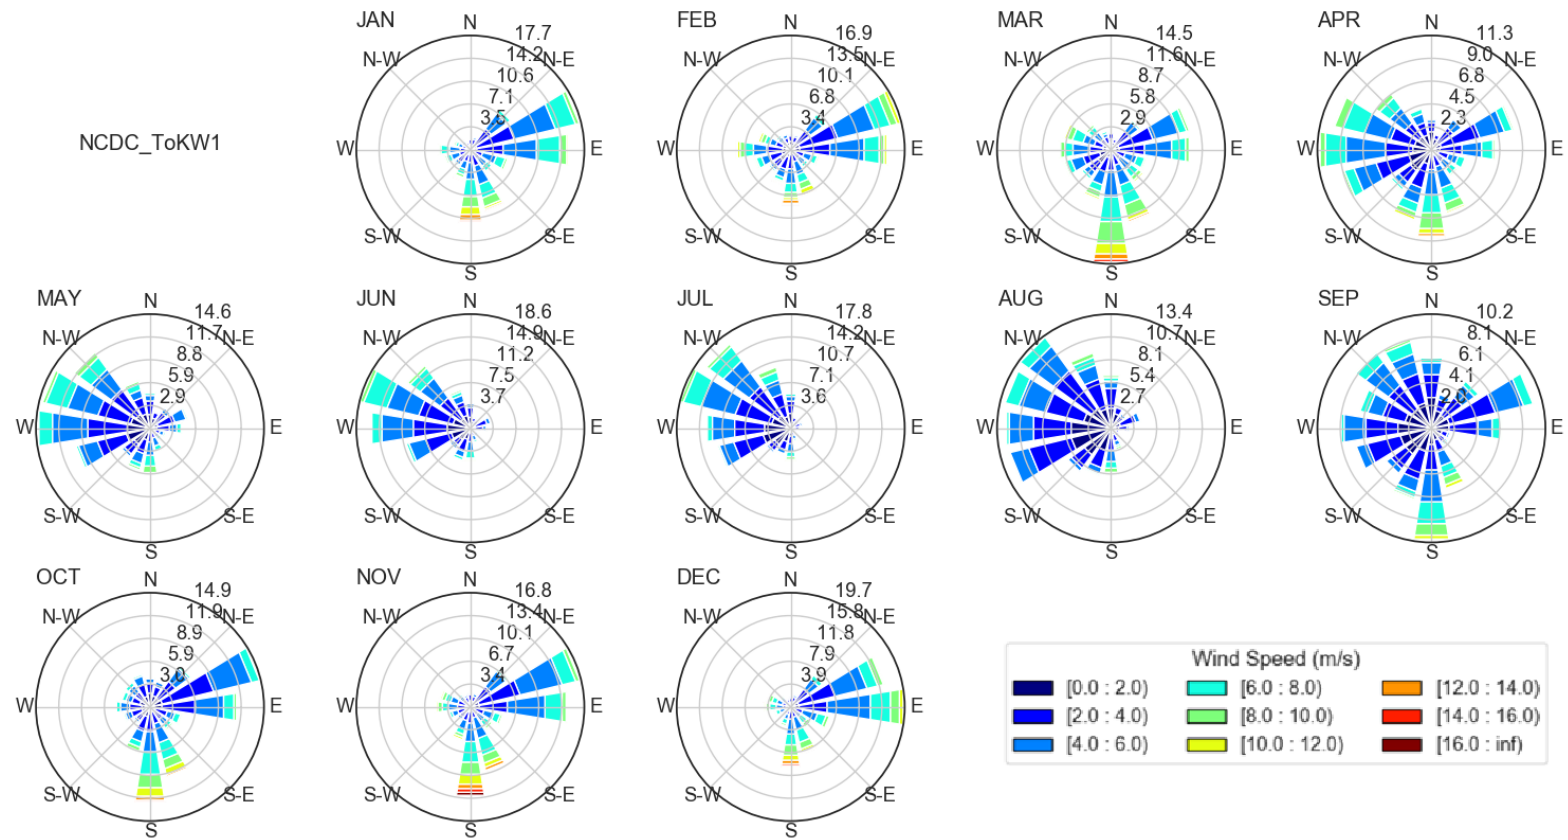 NCDC_ToKW1
JAN
N
N-E
E
S-E
S
S-W
W
N-W
17.7
14.2
10.6
7.1
3.5
FEB
N
N-E
E
S-E
S
S-W
W
N-W
16.9
13.5
10.1
6.8
3.4
MAR
N
N-E
E
S-E
S
S-W
W
N-W
14.5
11.6
8.7
5.8
2.9
APR
N
N-E
E
S-E
S
S-W
W
N-W
11.3
9.0
6.8
4.5
2.3
MAY
N
N-E
E
S-E
S
S-W
W
N-W
14.6
11.7
8.8
5.9
2.9
JUN
N
N-E
E
S-E
S
S-W
W
N-W
18.6
14.9
11.2
7.5
3.7
JUL
N
N-E
E
S-E
S
S-W
W
N-W
17.8
14.2
10.7
7.1
3.6
AUG
N
N-E
E
S-E
S
S-W
W
N-W
13.4
10.7
8.1
5.4
2.7
SEP
N
N-E
E
S-E
S
S-W
W
N-W
10.2
8.1
6.1
4.1
2.0
OCT
N
N-E
E
S-E
S
S-W
W
N-W
14.9
11.9
8.9
5.9
3.0
NOV
N
N-E
E
S-E
S
S-W
W
N-W
16.8
13.4
10.1
6.7
3.4
DEC
N
N-E
E
S-E
S
S-W
W
N-W
19.7
15.8
11.8
7.9
3.9
Wind Speed (m/s)
[0.0 : 2.0)
[2.0 : 4.0)
[4.0 : 6.0)
[6.0 : 8.0)
[8.0 : 10.0)
[10.0 : 12.0)
[12.0 : 14.0)
[14.0 : 16.0)
[16.0 : inf)